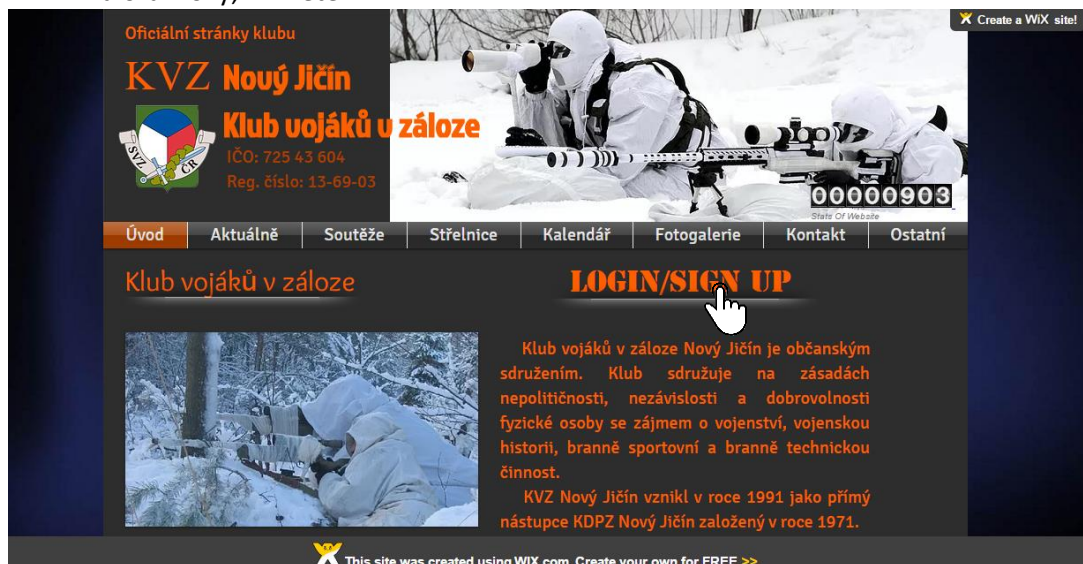 Create a WiX site!
Oficiální stránky klubu
KVZ Nový Jičín
Klub vojáků v záloze
SVZ ČR
IČO: 725 43 604
Reg. číslo: 13-69-03
00000903
Stats Of Website
Úvod Aktuálně Soutěže Střelnice Kalendář Fotogalerie Kontakt Ostatní
Klub vojáků v záloze
LOGIN/SIGN UP
Klub vojáků v záloze Nový Jičín je občanským
sdružením. Klub sdružuje na zásadách
nepolitičnosti, nezávislosti a dobrovolnosti
fyzické osoby se zájmem o vojenství, vojenskou
historii, branně sportovní a branně technickou
činnost.
KVZ Nový Jičín vznikl v roce 1991 jako přímý
nástupce KDPZ Nový Jičín založený v roce 1971.
This site was created using WIX.com. Create your own for FREE >>